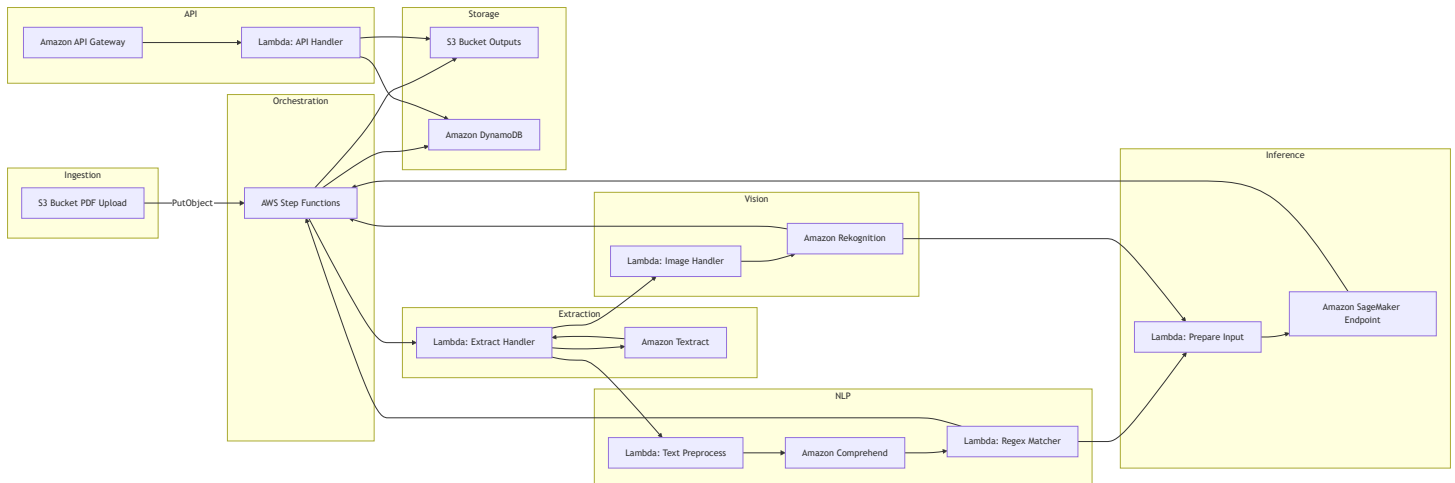 API
Amazon API Gateway
Lambda: API Handler
Storage
S3 Bucket Outputs
Amazon DynamoDB
Orchestration
AWS Step Functions
Ingestion
S3 Bucket PDF Upload
PutObject
Vision
Lambda: Image Handler
Amazon Rekognition
Extraction
Lambda: Extract Handler
Amazon Textract
NLP
Lambda: Text Preprocess
Amazon Comprehend
Lambda: Regex Matcher
Inference
Lambda: Prepare Input
Amazon SageMaker
Endpoint